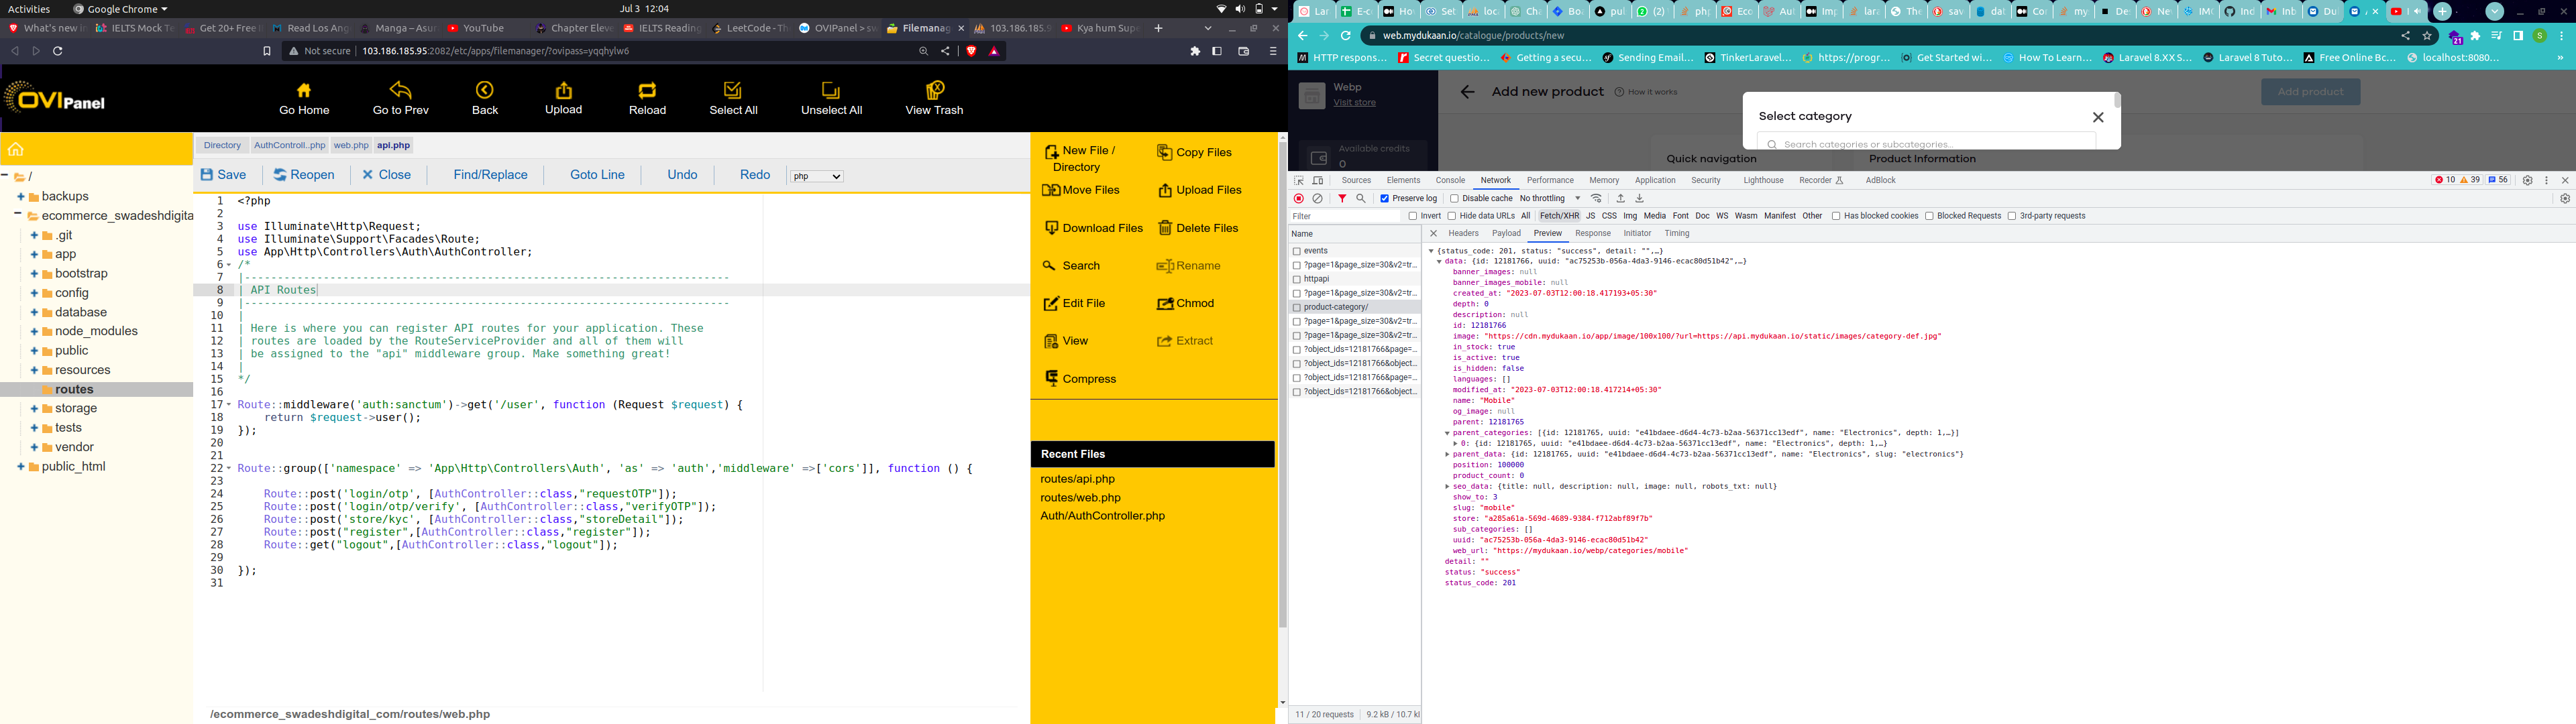 Activities
Google Chrome
Jul 3 12:04
What's new in
IELTS Mock Te
Get 20+ Free I
Read Los Ang
Manga – Asur
YouTube
Chapter Eleve
IELTS Reading
LeetCode - Th
OVIPanel > sw
Filemanag
103.186.185.9
Kya hum Sup
Not secure
103.186.185.95:2082/etc/apps/filemanager/?ovipass=yqqhylw6
OVIPanel
Go Home
Go to Prev
Back
Upload
Reload
Select All
Unselect All
View Trash
/
backups
ecommerce_swadeshdigita
.git
app
bootstrap
config
database
node_modules
public
resources
routes
storage
tests
vendor
public_html
Directory
AuthControll..php
web.php
api.php
Save
Reopen
Close
Find/Replace
Goto Line
Undo
Redo
php
1 <?php
2
3 use Illuminate\Http\Request;
4 use Illuminate\Support\Facades\Route;
5 use App\Http\Controllers\Auth\AuthController;
6 /*
7 |--------------------------------------------------------------------------
8 | API Routes
9 |--------------------------------------------------------------------------
10 |
11 | Here is where you can register API routes for your application. These
12 | routes are loaded by the RouteServiceProvider and all of them will
13 | be assigned to the "api" middleware group. Make something great!
14 |
15 */
16
17 Route::middleware('auth:sanctum')->get('/user', function (Request $request) {
18 return $request->user();
19 });
20
21
22 Route::group(['namespace' => 'App\Http\Controllers\Auth', 'as' => 'auth','middleware' =>['cors']], function () {
23
24 Route::post('login/otp', [AuthController::class,"requestOTP"]);
25 Route::post('login/otp/verify', [AuthController::class,"verifyOTP"]);
26 Route::post('store/kyc', [AuthController::class,"storeDetail"]);
27 Route::post("register",[AuthController::class,"register"]);
28 Route::get("logout",[AuthController::class,"logout"]);
29
30 });
31
/ecommerce_swadeshdigital_com/routes/web.php
New File / Directory
Copy Files
Move Files
Upload Files
Download Files
Delete Files
Search
Rename
Edit File
Chmod
View
Extract
Compress
Recent Files
routes/api.php
routes/web.php
Auth/AuthController.php
web.mydukaan.io/catalogue/products/new
21
S
HTTP respons...
Secret questio...
Getting a secu...
Sending Email...
TinkerLaravel...
https://progr...
Get Started wi...
How To Learn...
Laravel 8.XX S...
Laravel 8 Tuto...
Free Online Bc...
localhost:8080...
Webp
Visit store
Available credits
0
Add new product
How it works
Add product
Select category
Search categories or subcategories...
Quick navigation
Product Information
Sources
Elements
Console
Network
Performance
Memory
Application
Security
Lighthouse
Recorder
AdBlock
10
39
56
Preserve log
Disable cache
No throttling
Filter
Invert
Hide data URLs
All
Fetch/XHR
JS
CSS
Img
Media
Font
Doc
WS
Wasm
Manifest
Other
Has blocked cookies
Blocked Requests
3rd-party requests
Name
events
?page=1&page_size=30&v2=tr...
httpapi
?page=1&page_size=30&v2=tr...
product-category/
?page=1&page_size=30&v2=tr...
?page=1&page_size=30&v2=tr...
?object_ids=12181766&page=...
?object_ids=12181766&object...
?object_ids=12181766&page=...
?object_ids=12181766&object...
11 / 20 requests
9.2 kB / 10.7 kl
Headers
Payload
Preview
Response
Initiator
Timing
{status_code: 201, status: "success", detail: "",…}
data: {id: 12181766, uuid: "ac75253b-056a-4da3-9146-ecac80d51b42",…}
banner_images: null
banner_images_mobile: null
created_at: "2023-07-03T12:00:18.417193+05:30"
depth: 0
description: null
id: 12181766
image: "https://cdn.mydukaan.io/app/image/100x100/?url=https://api.mydukaan.io/static/images/category-def.jpg"
in_stock: true
is_active: true
is_hidden: false
languages: []
modified_at: "2023-07-03T12:00:18.417214+05:30"
name: "Mobile"
og_image: null
parent: 12181765
parent_categories: [{id: 12181765, uuid: "e41bdaee-d6d4-4c73-b2aa-56371cc13edf", name: "Electronics", depth: 1,…}]
0: {id: 12181765, uuid: "e41bdaee-d6d4-4c73-b2aa-56371cc13edf", name: "Electronics", depth: 1,…}
parent_data: {id: 12181765, uuid: "e41bdaee-d6d4-4c73-b2aa-56371cc13edf", name: "Electronics", slug: "electronics"}
position: 100000
product_count: 0
seo_data: {title: null, description: null, image: null, robots_txt: null}
show_to: 3
slug: "mobile"
store: "a285a61a-569d-4689-9384-f712abf89f7b"
sub_categories: []
uuid: "ac75253b-056a-4da3-9146-ecac80d51b42"
web_url: "https://mydukaan.io/webp/categories/mobile"
detail: ""
status: "success"
status_code: 201